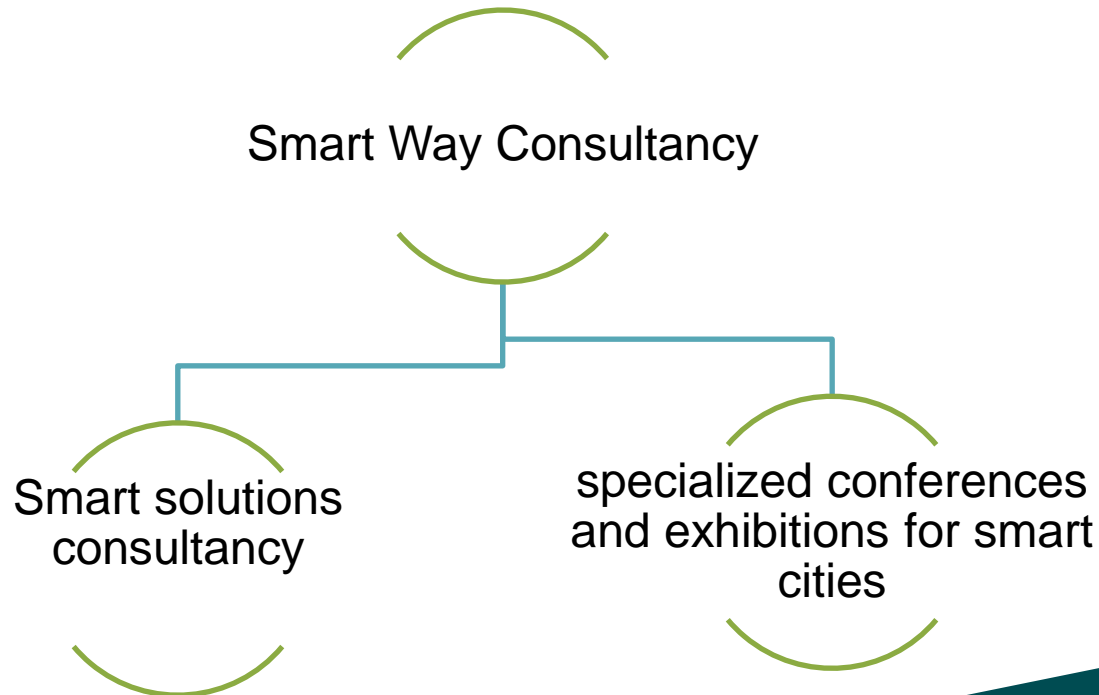 Smart Way Consultancy
Smart solutions
consultancy
specialized conferences
and exhibitions for smart
cities